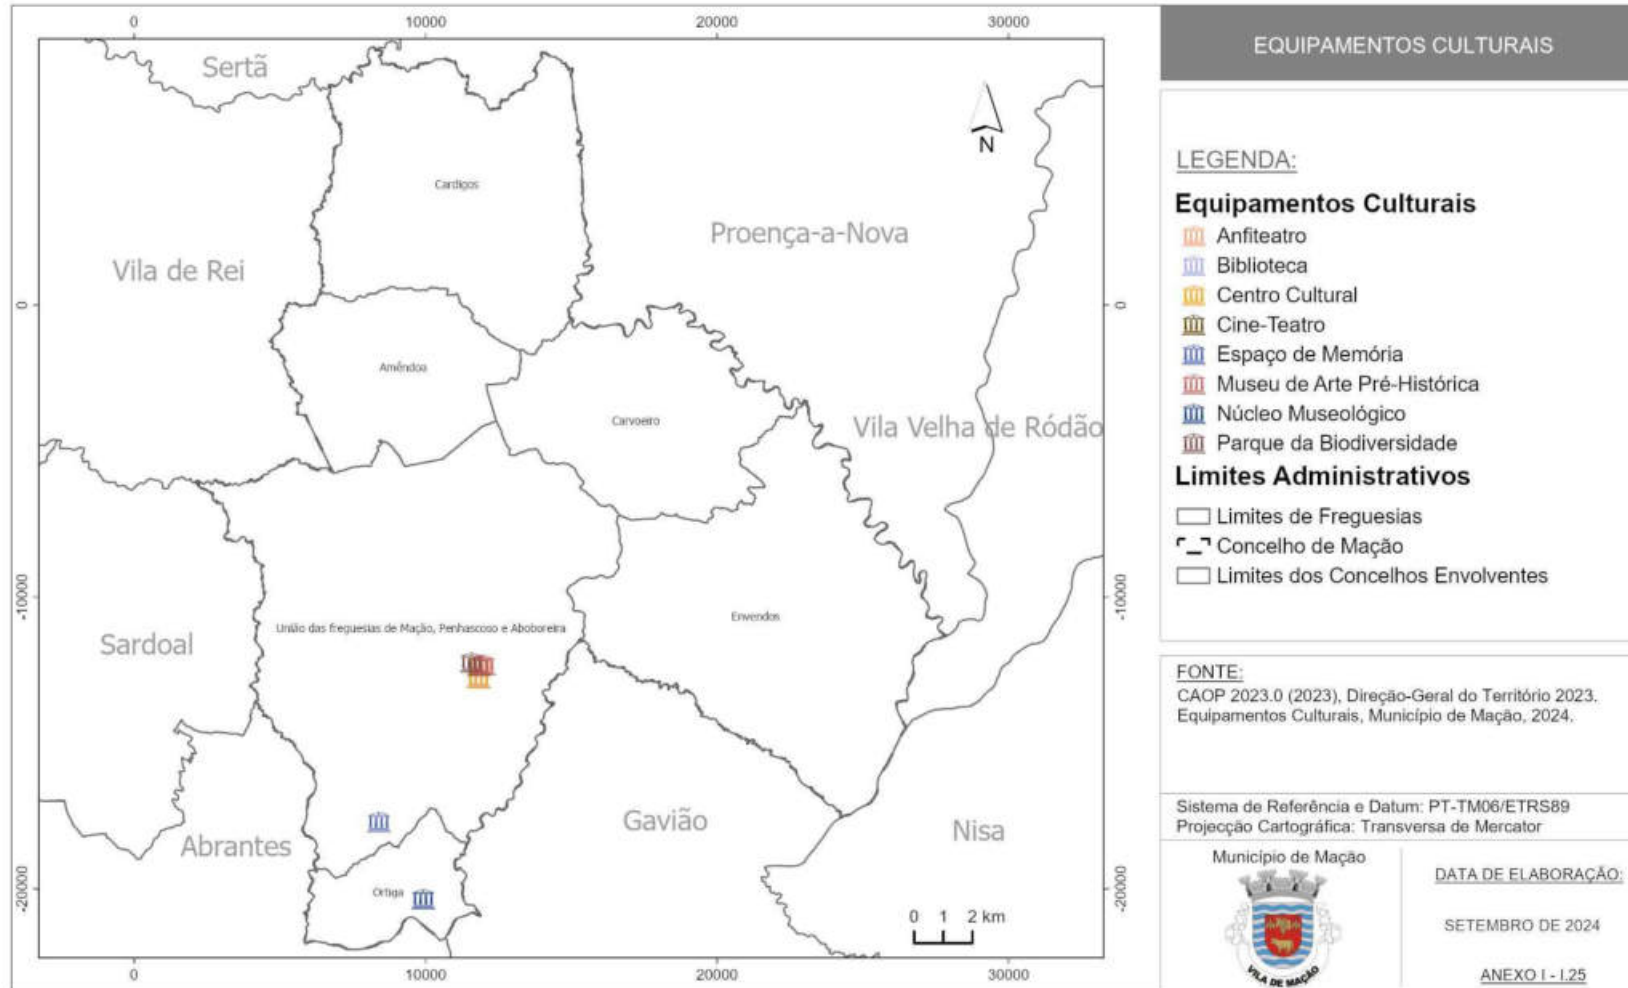 0 10000 20000 30000
EQUIPAMENTOS CULTURAIS
Sertã
N
Cardigos
Proença-a-Nova
Vila de Rei
0 0
Amêndoa
Carvoeiro
Vila Velha de Ródão
-10000 -10000
Envendos
União das freguesias de Mação, Penhascoso e Aboboreira
Sardoal
Gavião
Nisa
Abrantes
Ortiga
-20000 -20000
0 1 2 km
0 10000 20000 30000
LEGENDA:
Equipamentos Culturais
Anfiteatro
Biblioteca
Centro Cultural
Cine-Teatro
Espaço de Memória
Museu de Arte Pré-Histórica
Núcleo Museológico
Parque da Biodiversidade
Limites Administrativos
Limites de Freguesias
Concelho de Mação
Limites dos Concelhos Envolventes
FONTE:
CAOP 2023.0 (2023), Direção-Geral do Território 2023.
Equipamentos Culturais, Município de Mação, 2024.
Sistema de Referência e Datum: PT-TM06/ETRS89
Projecção Cartográfica: Transversa de Mercator
Município de Mação
VILA DE MAÇÃO
DATA DE ELABORAÇÃO:
SETEMBRO DE 2024
ANEXO I - I.25